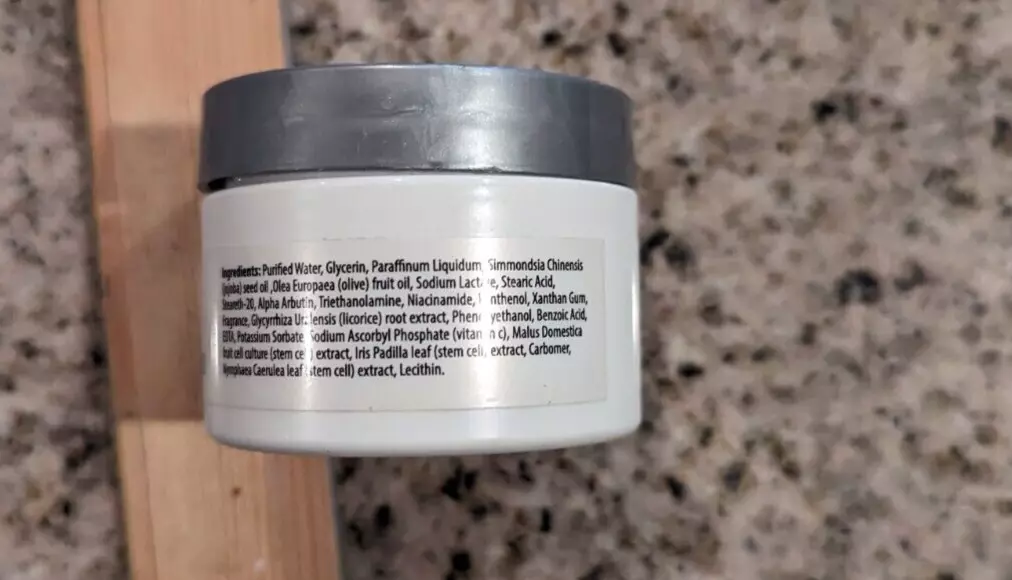 Ingredients: Purified Water, Glycerin, Paraffinum Liquidum, Simmondsia Chinensis
(jojoba) seed oil ,Olea Europaea (olive) fruit oil, Sodium Lactate, Stearic Acid,
Steareth-20, Alpha Arbutin, Triethanolamine, Niacinamide, Panthenol, Xanthan Gum,
Fragrance, Glycyrrhiza Uralensis (licorice) root extract, Phenoxyethanol, Benzoic Acid,
EDTA, Potassium Sorbate, Sodium Ascorbyl Phosphate (vitamin c), Malus Domestica
fruit cell culture (stem cell) extract, Iris Padilla leaf (stem cell) extract, Carbomer,
Nymphaea Caerulea leaf (stem cell) extract, Lecithin.